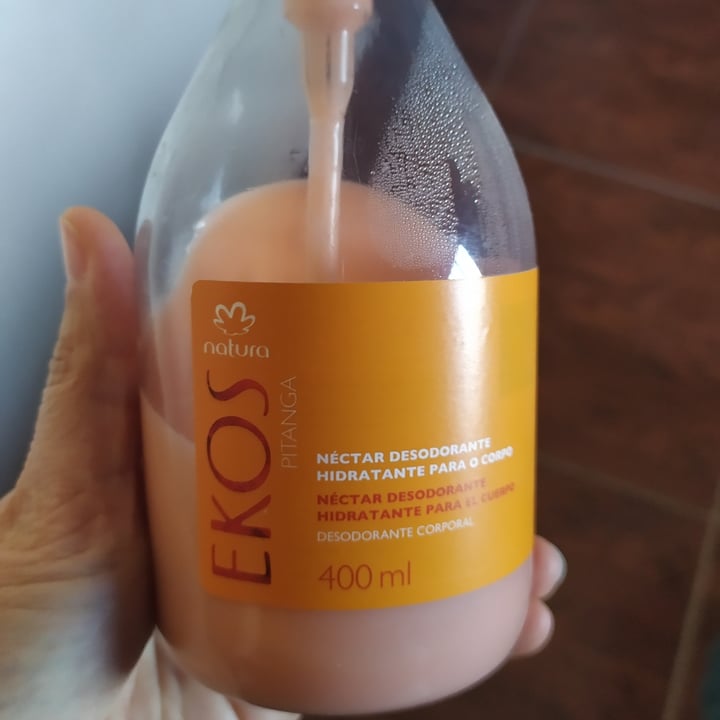 natura
EKOS
PITANGA
NÉCTAR DESODORANTE
HIDRATANTE PARA O CORPO
NÉCTAR DESODORANTE
HIDRATANTE PARA EL CUERPO
DESODORANTE CORPORAL
400 ml